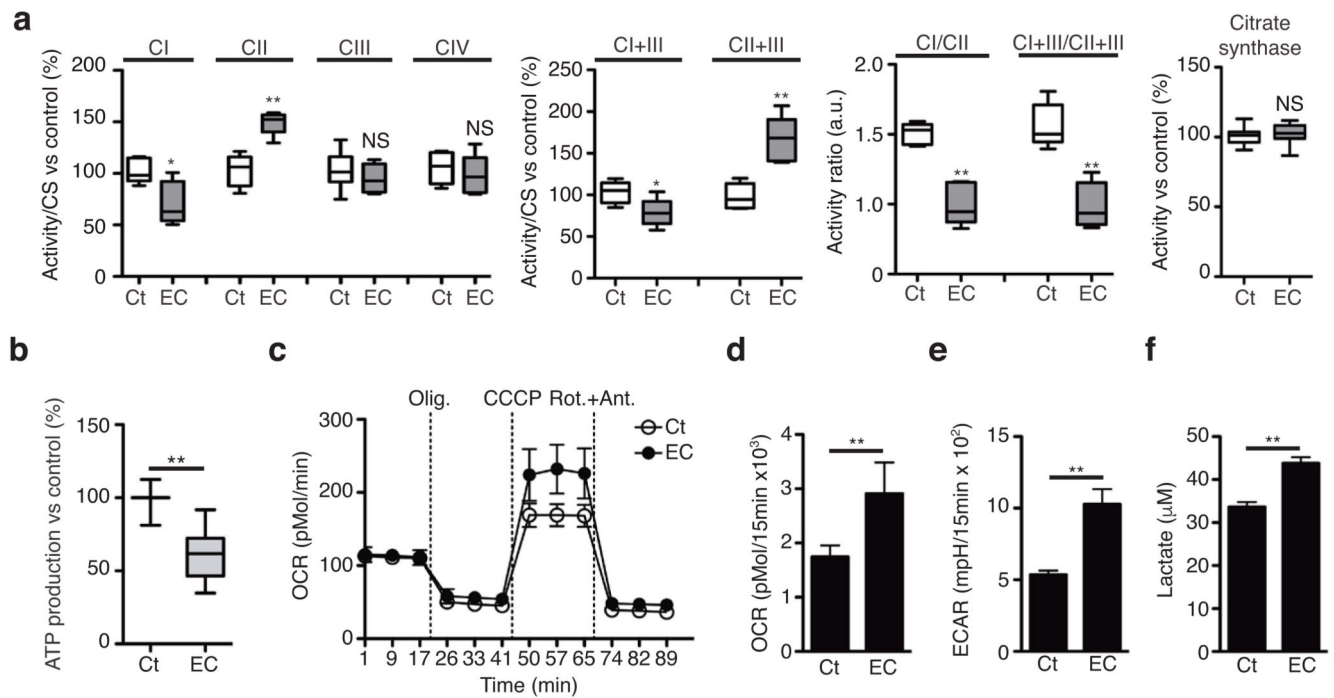 a
CI CII CIII CIV
Activity/CS vs control (%)
200
150
100
50
0
* ** NS NS
Ct EC Ct EC Ct EC Ct EC
CI+III CII+III
Activity/CS vs control (%)
250
200
150
100
50
0
* **
Ct EC Ct EC
CI/CII CI+III/CII+III
Activity ratio (a.u.)
2.0
1.5
1.0
0
** **
Ct EC Ct EC
Citrate
synthase
Activity vs control (%)
150
100
50
0
NS
Ct EC
b
ATP production vs control (%)
150
100
50
0
**
Ct EC
c
Olig. CCCP Rot.+Ant.
OCR (pMol/min)
300
200
100
0
Ct
EC
1 9 17 26 33 41 50 57 65 74 82 89
Time (min)
d
OCR (pMol/15min x10³)
4
3
2
1
0
**
Ct EC
e
ECAR (mpH/15min x 10²)
15
10
5
0
**
Ct EC
f
Lactate (μM)
50
40
30
20
10
0
**
Ct EC